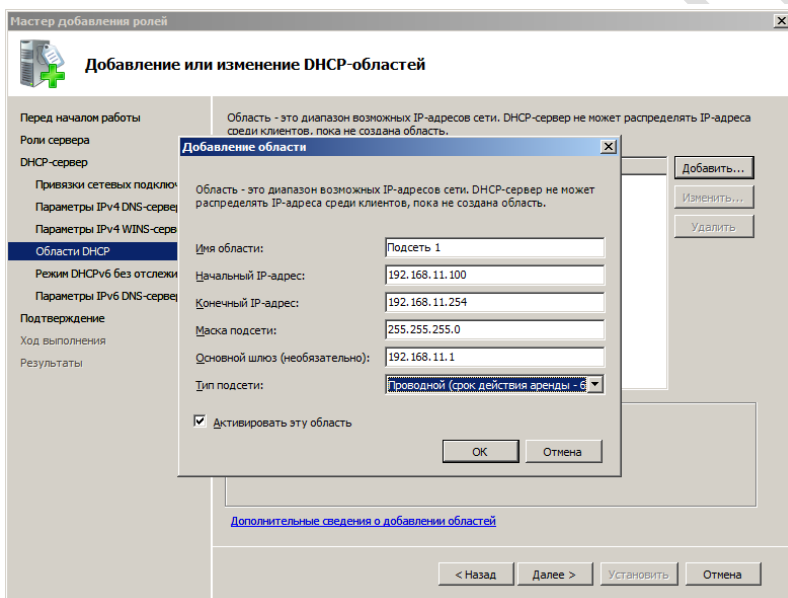 Мастер добавления ролей
Добавление или изменение DHCP-областей
Перед началом работы
Роли сервера
DHCP-сервер
Привязки сетевых подключ
Параметры IPv4 DNS-сервер
Параметры IPv4 WINS-серв
Области DHCP
Режим DHCPv6 без отслежи
Параметры IPv6 DNS-сервер
Подтверждение
Ход выполнения
Результаты
Область - это диапазон возможных IP-адресов сети. DHCP-сервер не может распределять IP-адреса
среди клиентов, пока не создана область.
Добавить...
Изменить...
Удалить
Добавление области
Область - это диапазон возможных IP-адресов сети. DHCP-сервер не может
распределять IP-адреса среди клиентов, пока не создана область.
Имя области: Подсеть 1
Начальный IP-адрес: 192.168.11.100
Конечный IP-адрес: 192.168.11.254
Маска подсети: 255.255.255.0
Основной шлюз (необязательно): 192.168.11.1
Тип подсети: Проводной (срок действия аренды - 6
Активировать эту область
ОК Отмена
Дополнительные сведения о добавлении областей
< Назад Далее > Установить Отмена